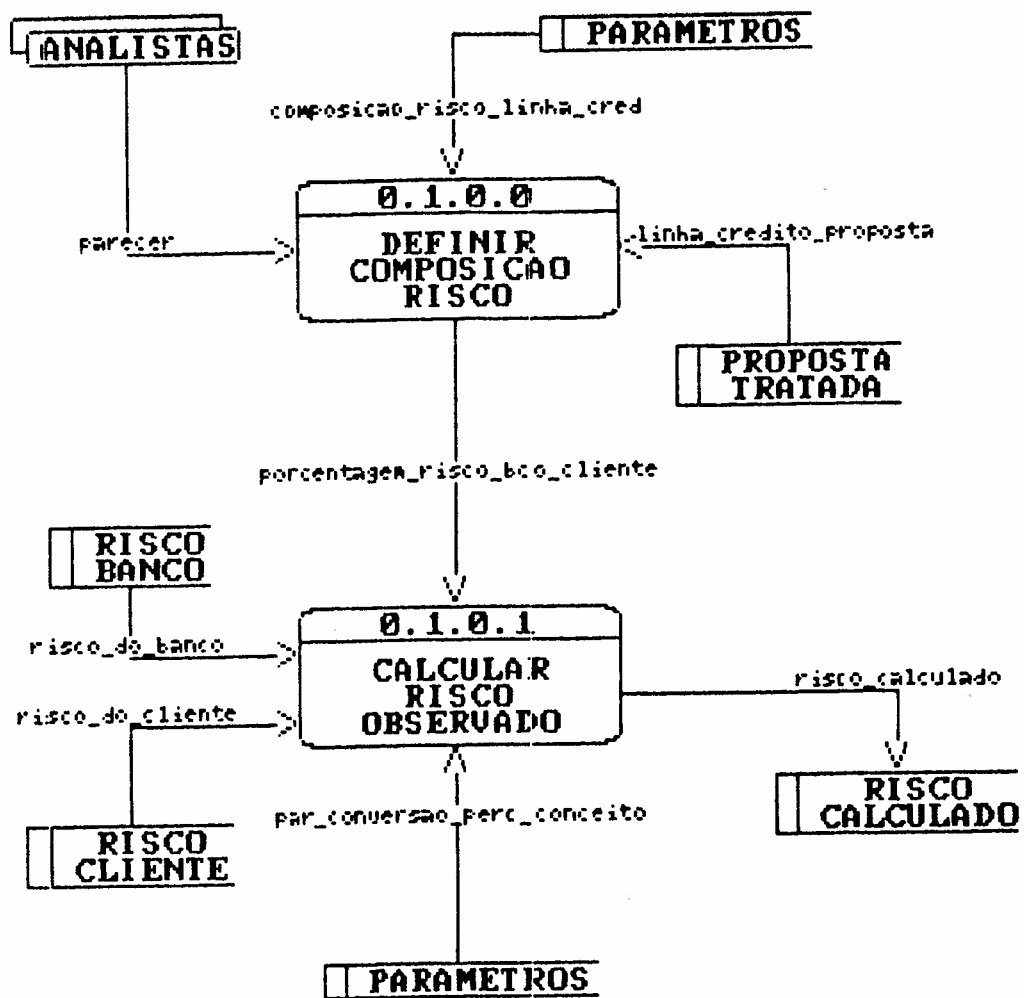 ANALISTAS
PARAMETROS
composicao_risco_linha_cred
0.1.0.0
parecer
DEFINIR
COMPOSICAO
RISCO
linha_credito_proposta
PROPOSTA
TRATADA
porcentagem_risco_bco_cliente
RISCO
BANCO
0.1.0.1
risco_do_banco
CALCULAR
RISCO
OBSERVADO
risco_calculado
risco_do_cliente
RISCO
CALCULADO
par_conversao_perc_conceito
RISCO
CLIENTE
PARAMETROS